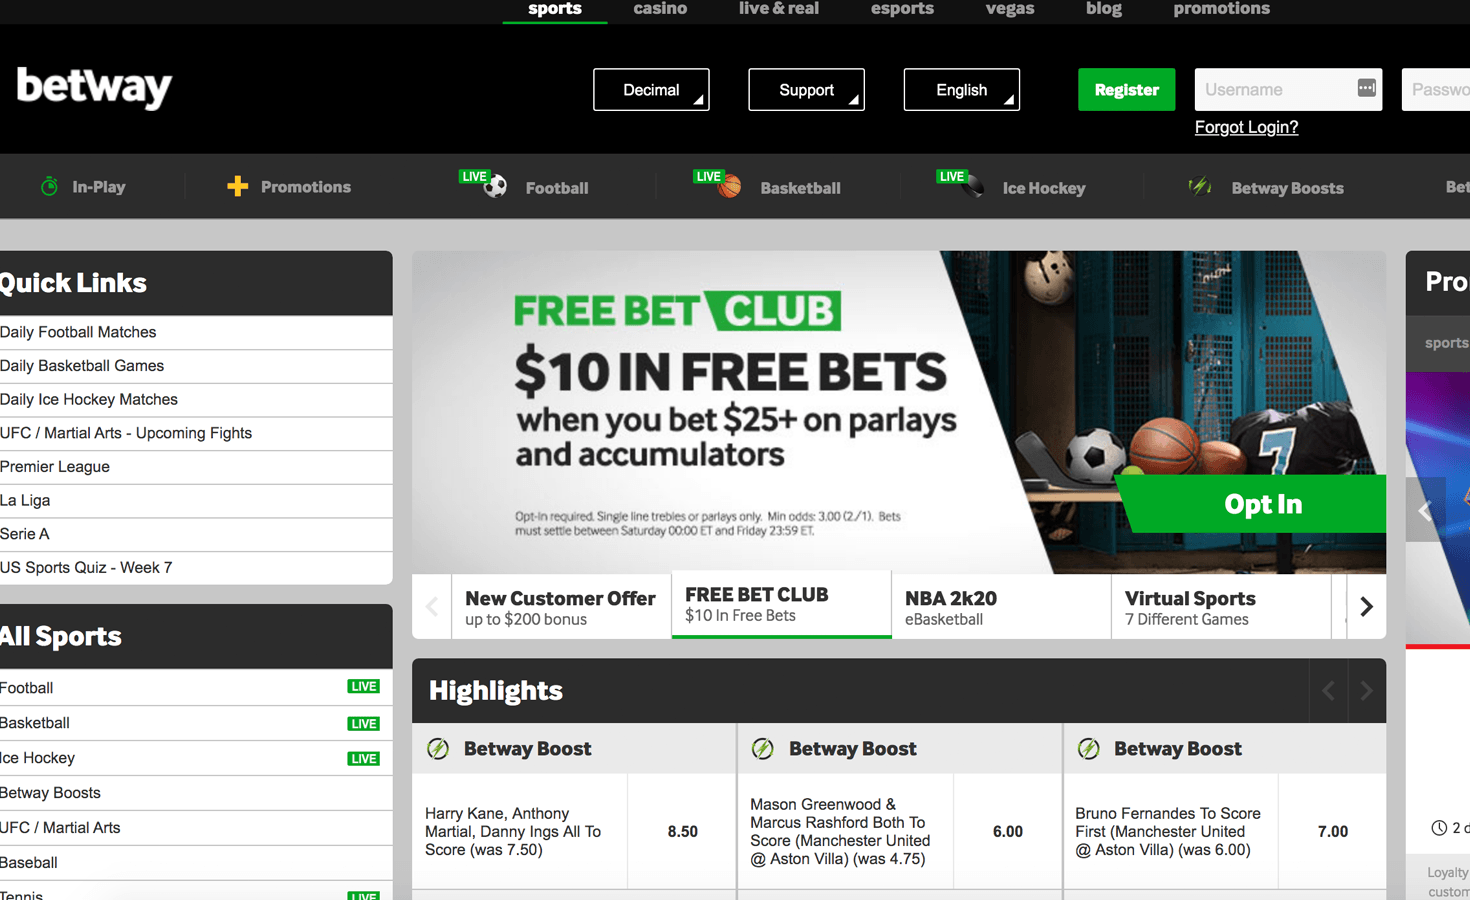 sports casino live & real esports vegas blog promotions
betway
Decimal Support English Register Username Passwo
Forgot Login?
In-Play Promotions LIVE Football LIVE Basketball LIVE Ice Hockey Betway Boosts Bet
Quick Links
Daily Football Matches
Daily Basketball Games
Daily Ice Hockey Matches
UFC / Martial Arts - Upcoming Fights
Premier League
La Liga
Serie A
US Sports Quiz - Week 7
All Sports
Football LIVE
Basketball LIVE
Ice Hockey LIVE
Betway Boosts
UFC / Martial Arts
Baseball
Tennis LIVE
FREE BET CLUB
$10 IN FREE BETS
when you bet $25+ on parlays
and accumulators
Opt-in required. Single line trebles or parlays only. Min odds: 3.00 (2/1). Bets
must settle between Saturday 00:00 ET and Friday 23:59 ET.
7
Opt In
New Customer Offer
up to $200 bonus
FREE BET CLUB
$10 In Free Bets
NBA 2k20
eBasketball
Virtual Sports
7 Different Games
Highlights
Betway Boost
Harry Kane, Anthony
Martial, Danny Ings All To
Score (was 7.50)
8.50
Betway Boost
Mason Greenwood &
Marcus Rashford Both To
Score (Manchester United
@ Aston Villa) (was 4.75)
6.00
Betway Boost
Bruno Fernandes To Score
First (Manchester United
@ Aston Villa) (was 6.00)
7.00
Pro
sports
2 d
Loyalty
custom